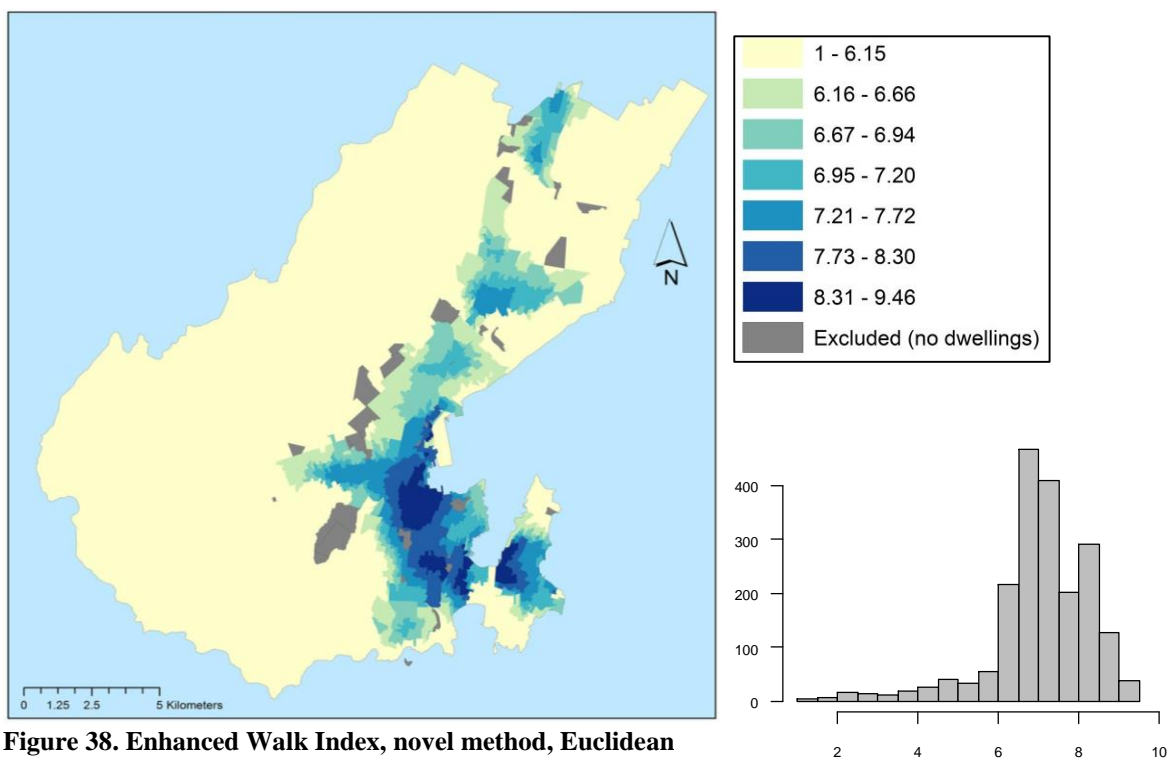 1 - 6.15
6.16 - 6.66
6.67 - 6.94
6.95 - 7.20
7.21 - 7.72
7.73 - 8.30
8.31 - 9.46
Excluded (no dwellings)
N
0 1.25 2.5 5 Kilometers
400
300
200
100
0
2 4 6 8 10
Figure 38. Enhanced Walk Index, novel method, Euclidean